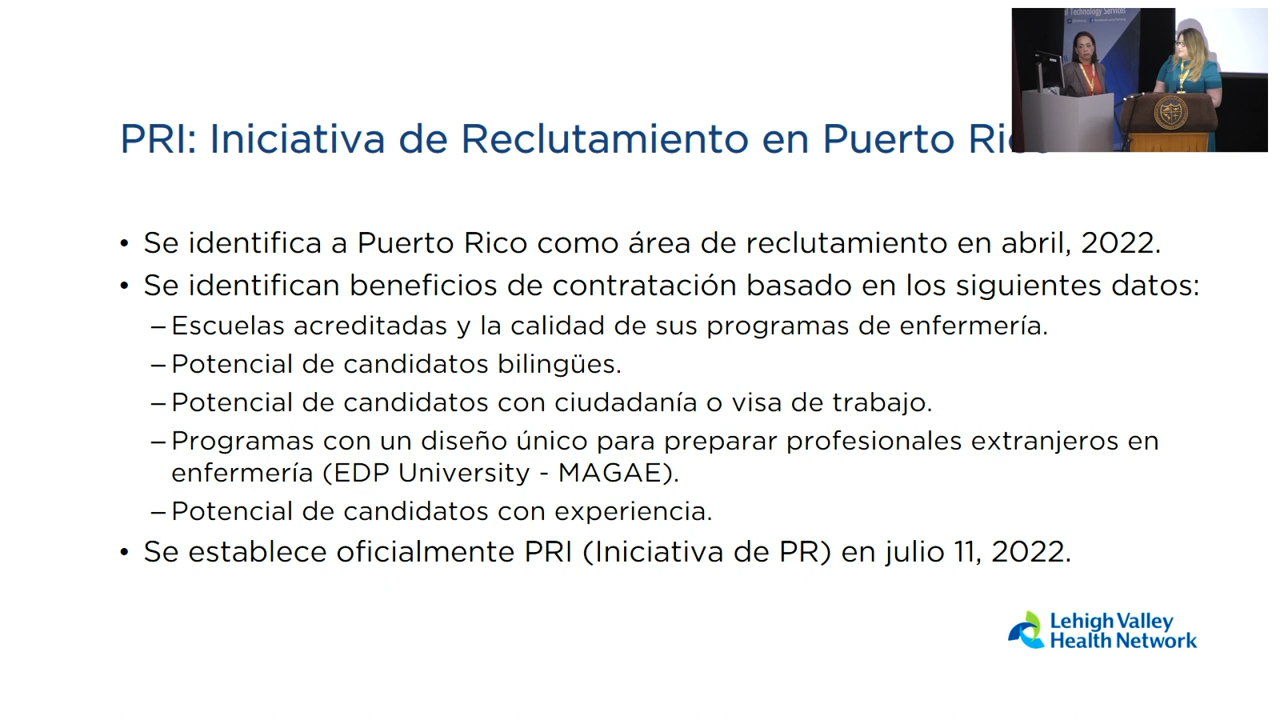 l Technology Services
PRI: Iniciativa de Reclutamiento en Puerto
• Se identifica a Puerto Rico como área de reclutamiento en abril, 2022.
• Se identifican beneficios de contratación basado en los siguientes datos:
– Escuelas acreditadas y la calidad de sus programas de enfermería.
– Potencial de candidatos bilingües.
– Potencial de candidatos con ciudadanía o visa de trabajo.
– Programas con un diseño único para preparar profesionales extranjeros en
enfermería (EDP University - MAGAE).
– Potencial de candidatos con experiencia.
• Se establece oficialmente PRI (Iniciativa de PR) en julio 11, 2022.
Lehigh Valley
Health Network